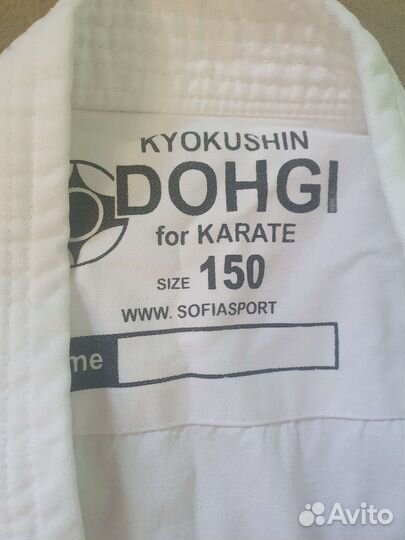 KYOKUSHIN
DOHGI
for KARATE
SIZE 150
WWW. SOFIASPORT
me
Avito